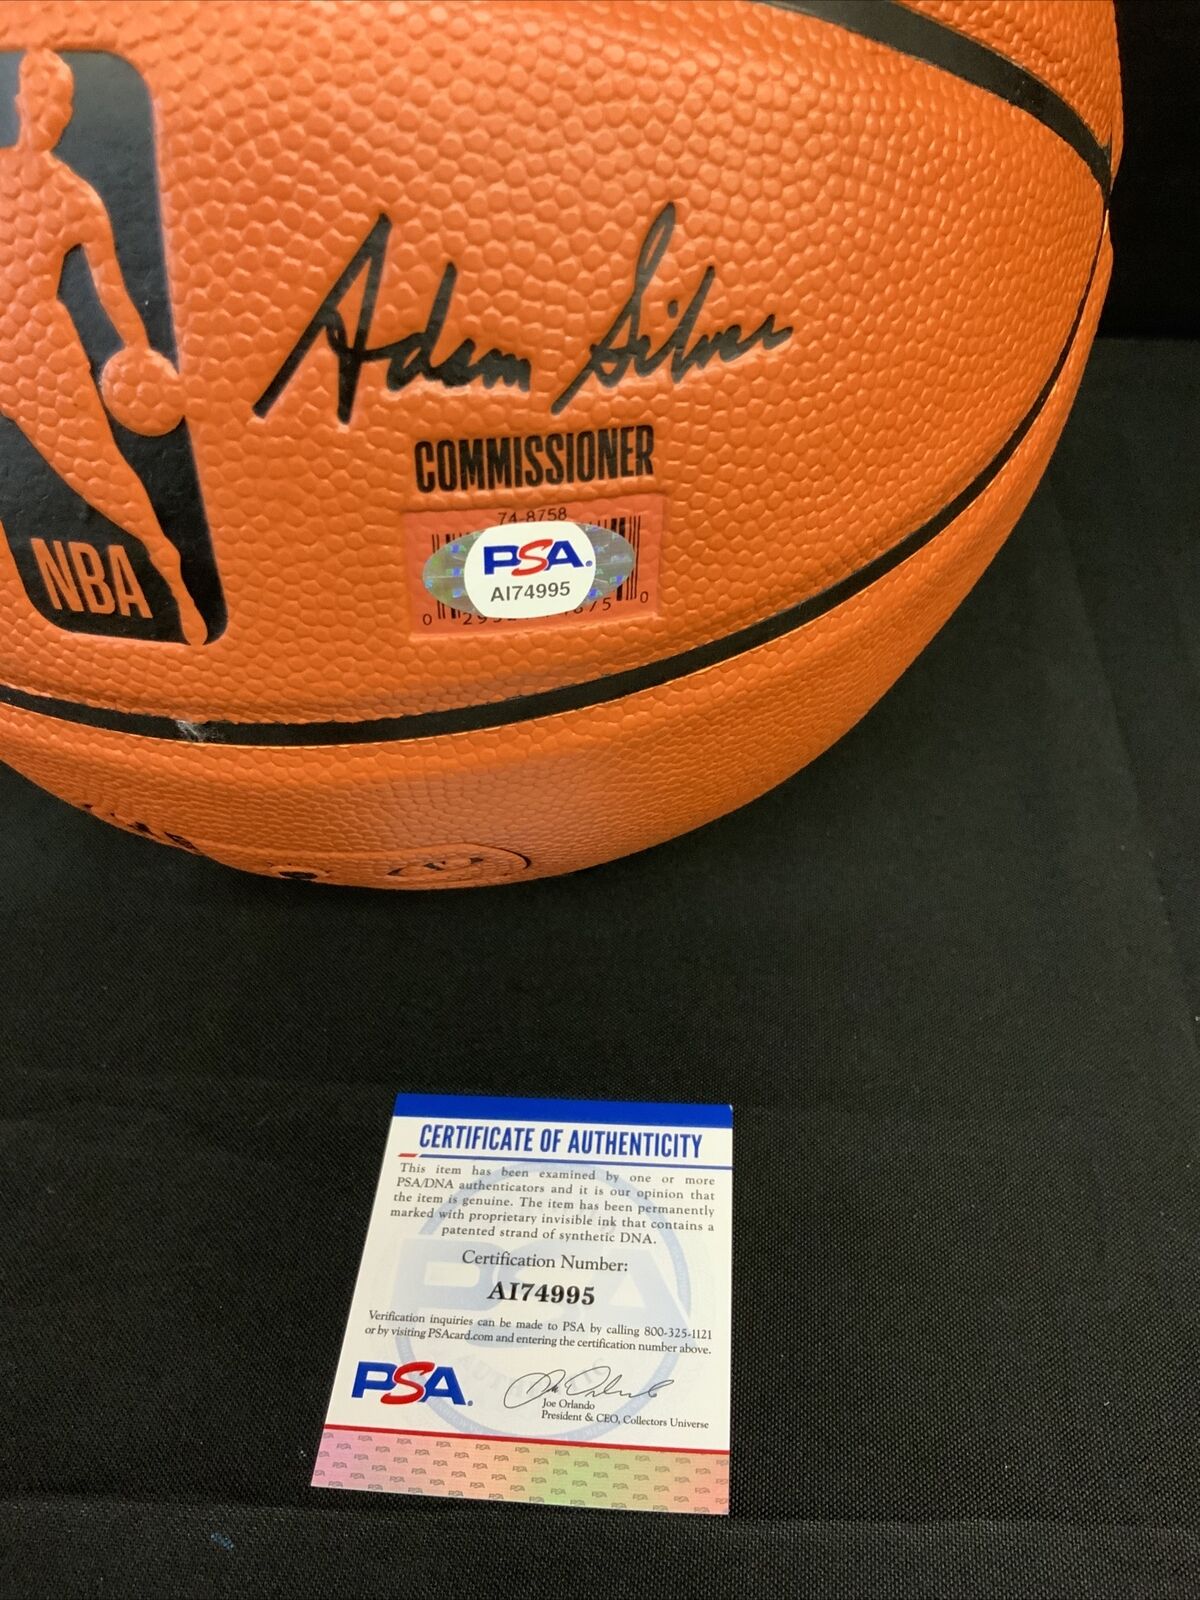 Adam Silver
COMMISSIONER
NBA
74-8758
PSA
AI74995
0
0
CERTIFICATE OF AUTHENTICITY
This item has been examined by one or more
PSA/DNA authenticators and it is our opinion that
the item is genuine. The item has been permanently
marked with proprietary invisible ink that contains a
patented strand of synthetic DNA.
Certification Number:
AI74995
Verification inquiries can be made to PSA by calling 800-325-1121
or by visiting PSAcard.com and entering the certification number above.
PSA
Joe Orlando
Joe Orlando
President & CEO, Collectors Universe